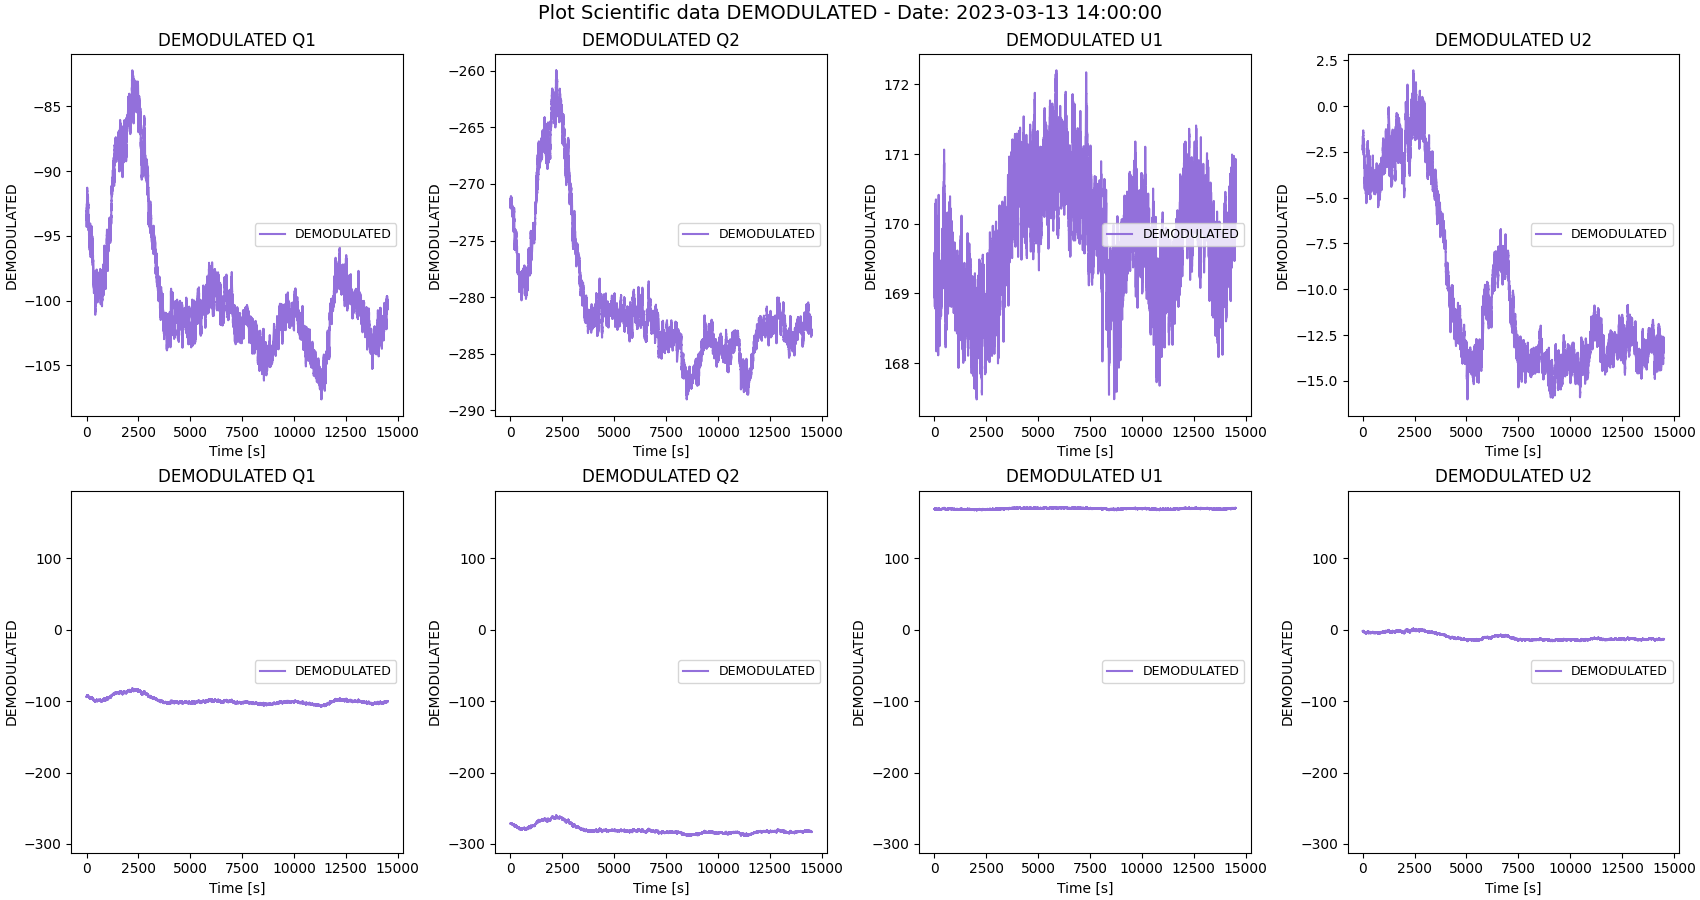 Plot Scientific data DEMODULATED - Date: 2023-03-13 14:00:00
DEMODULATED Q1
DEMODULATED Q2
DEMODULATED U1
DEMODULATED U2
DEMODULATED
−85
−90
−95
−100
−105
DEMODULATED
0 2500 5000 7500 10000 12500 15000
Time [s]
DEMODULATED
−260
−265
−270
−275
−280
−285
−290
DEMODULATED
0 2500 5000 7500 10000 12500 15000
Time [s]
DEMODULATED
172
171
170
169
168
DEMODULATED
0 2500 5000 7500 10000 12500 15000
Time [s]
DEMODULATED
2.5
0.0
−2.5
−5.0
−7.5
−10.0
−12.5
−15.0
DEMODULATED
0 2500 5000 7500 10000 12500 15000
Time [s]
DEMODULATED Q1
DEMODULATED Q2
DEMODULATED U1
DEMODULATED U2
DEMODULATED
100
0
−100
−200
−300
DEMODULATED
0 2500 5000 7500 10000 12500 15000
Time [s]
DEMODULATED
100
0
−100
−200
−300
DEMODULATED
0 2500 5000 7500 10000 12500 15000
Time [s]
DEMODULATED
100
0
−100
−200
−300
DEMODULATED
0 2500 5000 7500 10000 12500 15000
Time [s]
DEMODULATED
100
0
−100
−200
−300
DEMODULATED
0 2500 5000 7500 10000 12500 15000
Time [s]